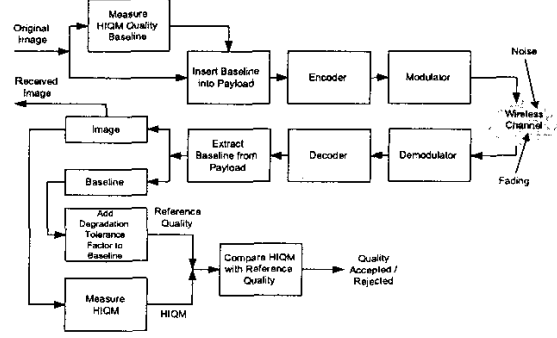 Measure
HIQM Quality
Baseline
Original
Image
Insert Baseline
into Payload
Encoder
Modulator
Noise
Wireless
Channel
Fading
Received
Image
Image
Extract
Baseline from
Payload
Decoder
Demodulator
Baseline
Add
Degradation
Tolerance
Factor to
Baseline
Reference
Quality
Compare HIQM
with Reference
Quality
Quality
Accepted /
Rejected
Measure
HIQM
HIQM